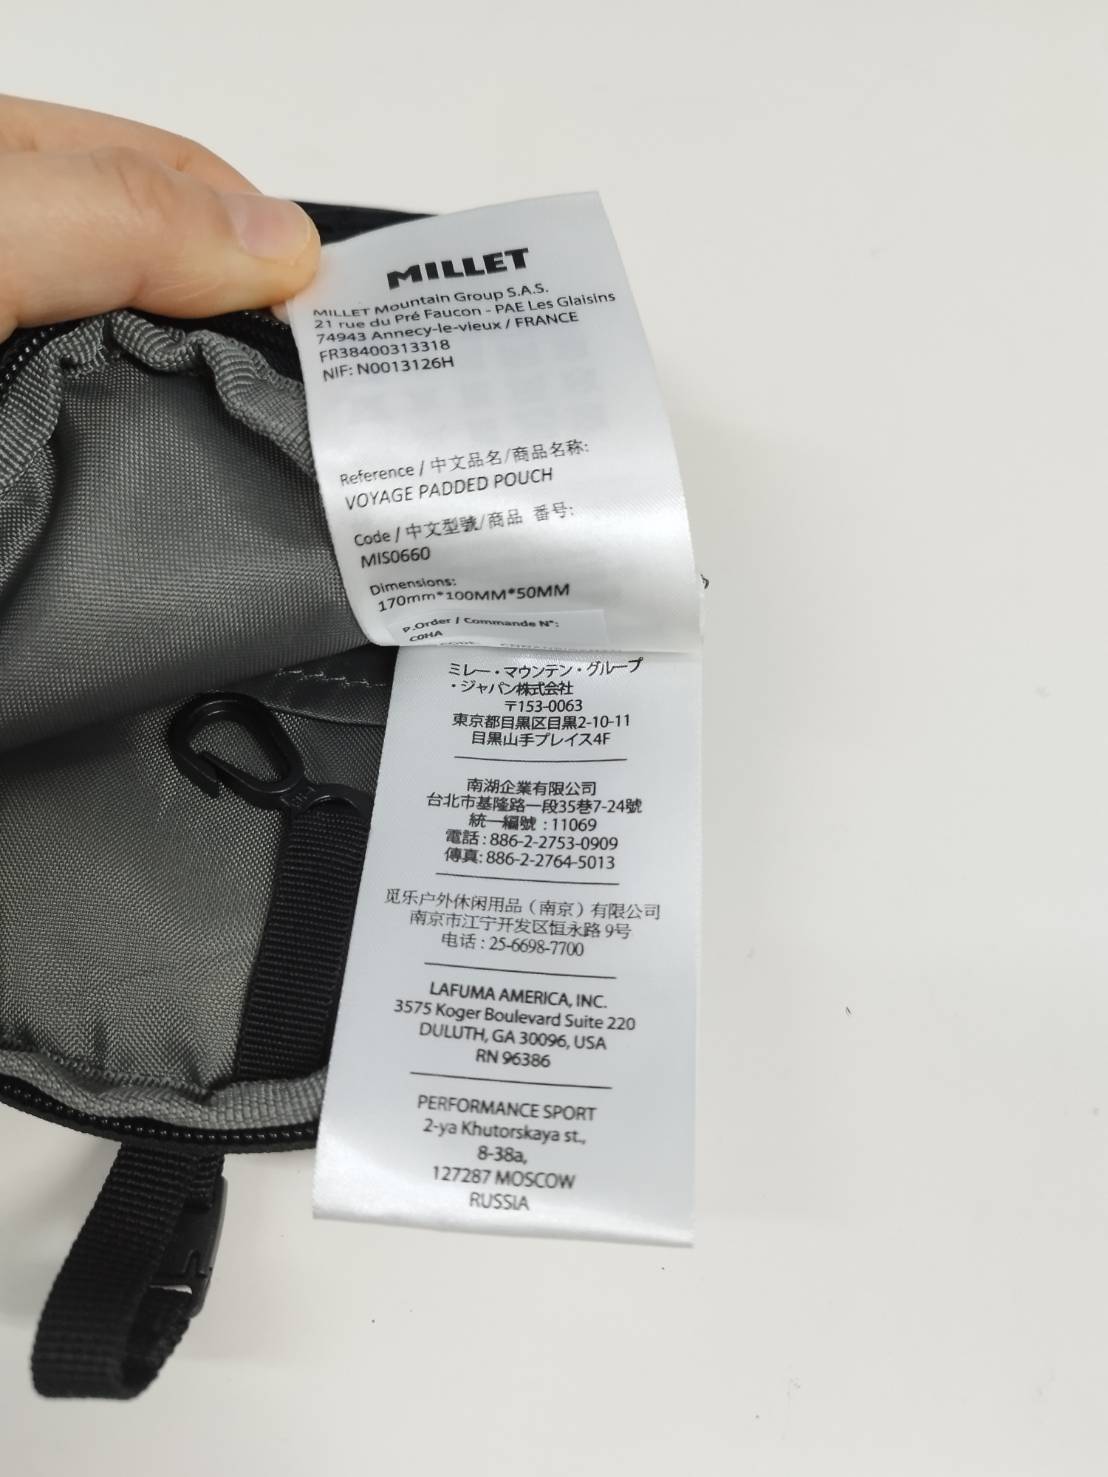 MILLET
MILLET Mountain Group S.A.S.
21 rue du Pré Faucon - PAE Les Glaisins
74943 Annecy-le-vieux / FRANCE
FR38400313318
NIF: N0013126H
Reference / 中文品名/商品名称:
VOYAGE PADDED POUCH
Code / 中文型號/商品 番号:
MIS0660
Dimensions:
170mm*100MM*50MM
P.Order / Commande N°:
C0HA
ミレー・マウンテン・グループ
・ジャパン株式会社
〒153-0063
東京都目黒区目黒2-10-11
目黒山手プレイス4F
南湖企業有限公司
台北市基隆路一段35巷7-24號
統一編號 : 11069
電話 : 886-2-2753-0909
傳真: 886-2-2764-5013
觅乐户外休闲用品（南京）有限公司
南京市江宁开发区恒永路 9号
电话 : 25-6698-7700
LAFUMA AMERICA, INC.
3575 Koger Boulevard Suite 220
DULUTH, GA 30096, USA
RN 96386
PERFORMANCE SPORT
2-ya Khutorskaya st.,
8-38a,
127287 MOSCOW
RUSSIA